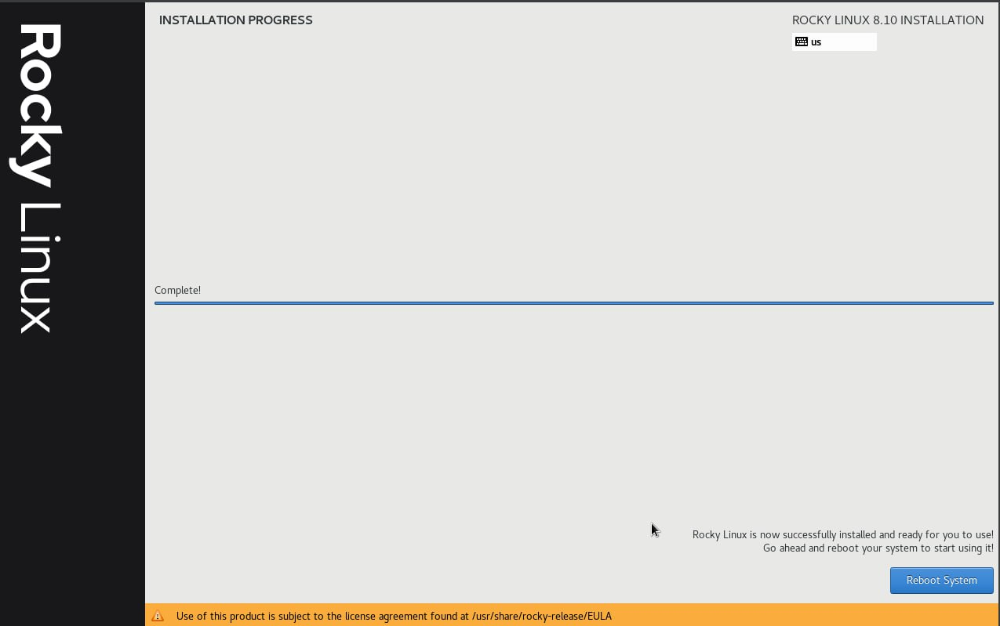 Rocky Linux
INSTALLATION PROGRESS
ROCKY LINUX 8.10 INSTALLATION
us
Complete!
Rocky Linux is now successfully installed and ready for you to use!
Go ahead and reboot your system to start using it!
Reboot System
Use of this product is subject to the license agreement found at /usr/share/rocky-release/EULA